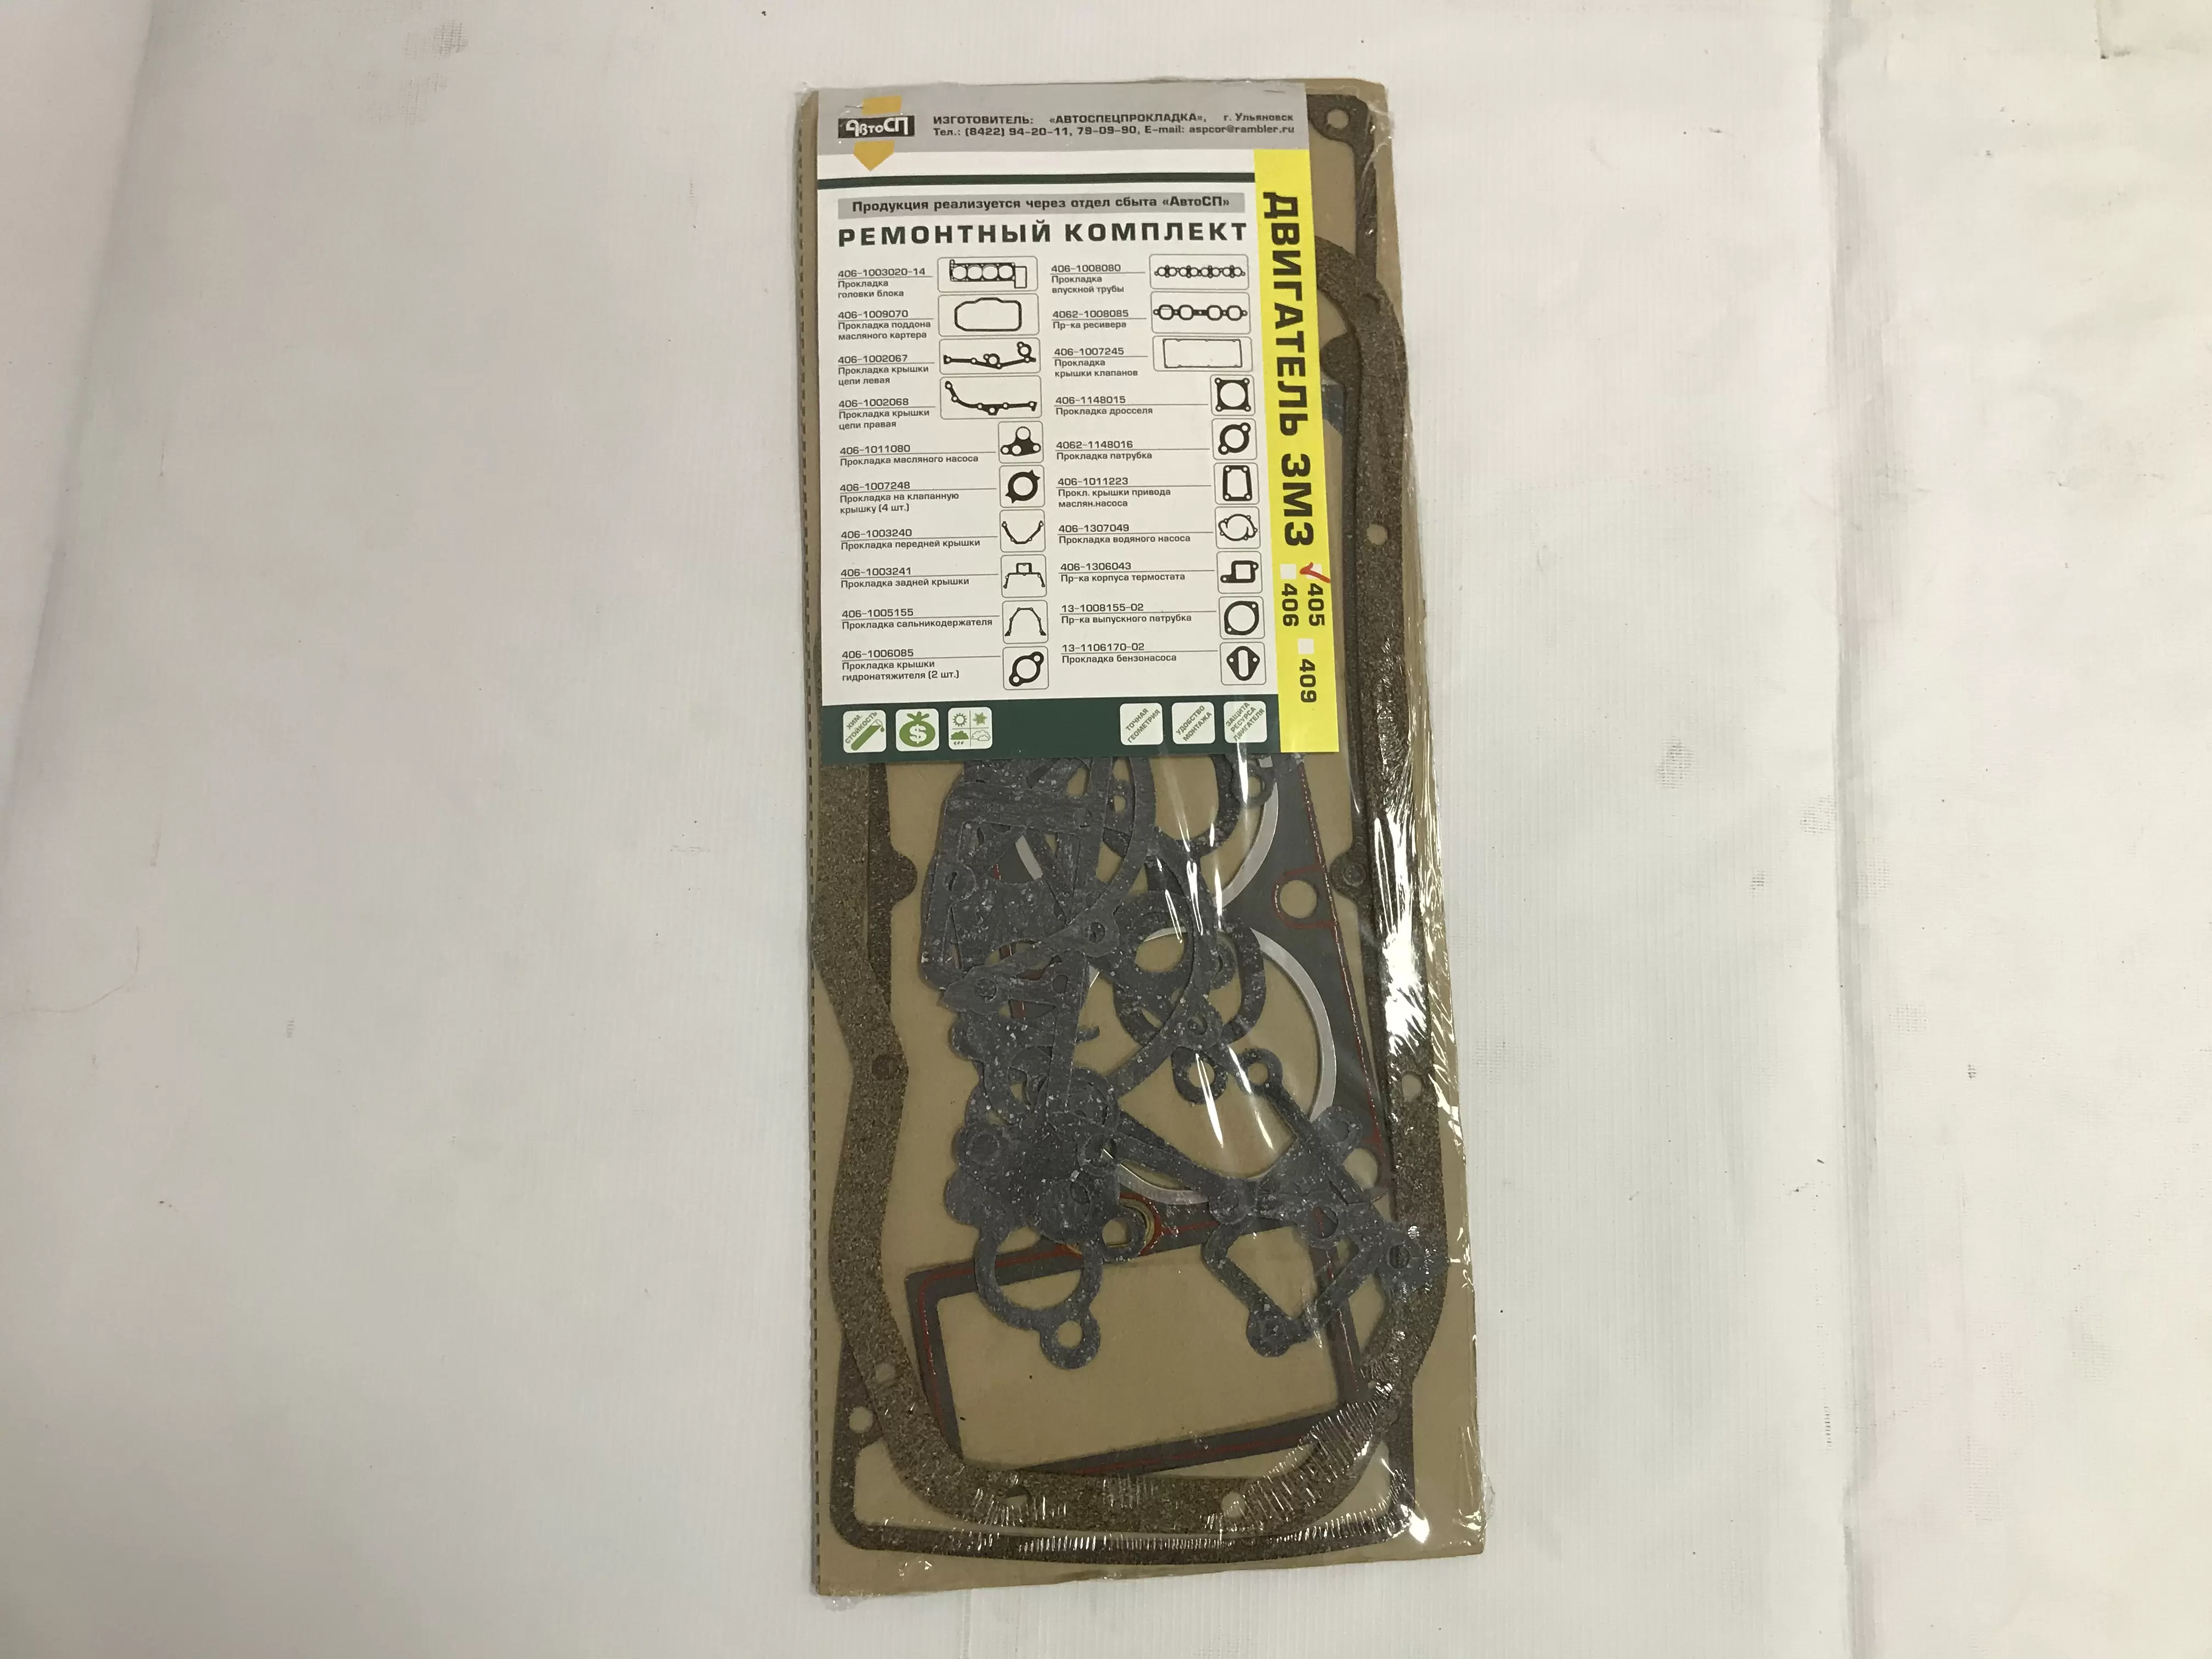 АвтоСП
ИЗГОТОВИТЕЛЬ: «АВТОСПЕЦПРОКЛАДКА», г. Ульяновск
Тел.: (8422) 94-20-11, 79-09-90, E-mail: aspcor@rambler.ru
Продукция реализуется через отдел сбыта «АвтоСП»
РЕМОНТНЫЙ КОМПЛЕКТ
406-1003020-14
Прокладка
головки блока
406-1009070
Прокладка поддона
масляного картера
406-1002067
Прокладка крышки
цепи левая
406-1002068
Прокладка крышки
цепи правая
406-1011080
Прокладка масляного насоса
406-1007248
Прокладка на клапанную
крышку (4 шт.)
406-1003240
Прокладка передней крышки
406-1003241
Прокладка задней крышки
406-1005155
Прокладка сальникодержателя
406-1006085
Прокладка крышки
гидронатяжителя (2 шт.)
406-1008080
Прокладка
впускной трубы
4062-1008085
Пр-ка ресивера
406-1007245
Прокладка
крышки клапанов
406-1148015
Прокладка дросселя
4062-1148016
Прокладка патрубка
406-1011223
Прокл. крышки привода
маслян.насоса
406-1307049
Прокладка водяного насоса
406-1306043
Пр-ка корпуса термостата
13-1008155-02
Пр-ка выпускного патрубка
13-1106170-02
Прокладка бензонасоса
ДВИГАТЕЛЬ ЗМЗ
405
406
409
ХИМ.
СТОЙКОСТЬ
$
ТОЧНАЯ
ГЕОМЕТРИЯ
УДОБСТВО
МОНТАЖА
ЗАЩИТА
РЕСУРСА
ДВИГАТЕЛЯ